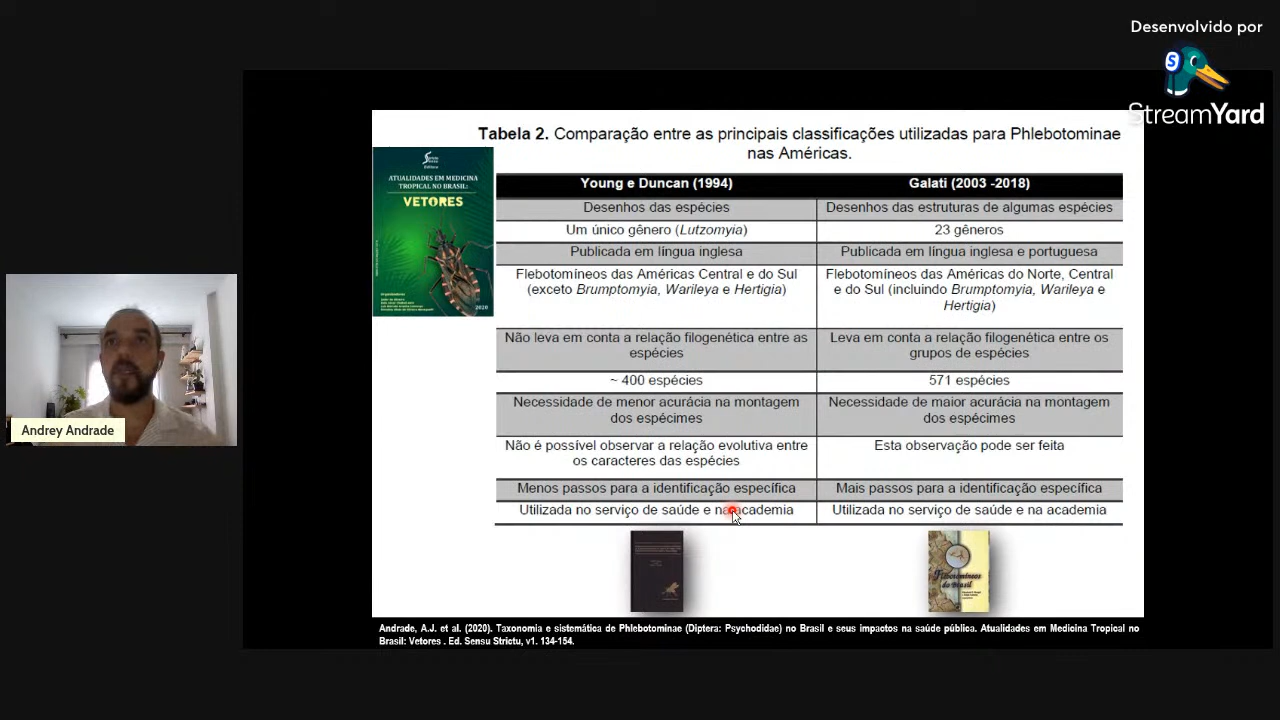 Desenvolvido por
StreamYard
Tabela 2. Comparação entre as principais classificações utilizadas para Phlebotominae
nas Américas.
ATUALIDADES EM MEDICINA
TROPICAL NO BRASIL:
VETORES
2020
Young e Duncan (1994)
Galati (2003 -2018)
Desenhos das espécies
Desenhos das estruturas de algumas espécies
Um único gênero (Lutzomyia)
23 gêneros
Publicada em língua inglesa
Publicada em língua inglesa e portuguesa
Flebotomíneos das Américas Central e do Sul
(exceto Brumptomyia, Warileya e Hertigia)
Flebotomíneos das Américas do Norte, Central
e do Sul (incluindo Brumptomyia, Warileya e
Hertigia)
Não leva em conta a relação filogenética entre as
espécies
Leva em conta a relação filogenética entre os
grupos de espécies
~ 400 espécies
571 espécies
Necessidade de menor acurácia na montagem
dos espécimes
Necessidade de maior acurácia na montagem
dos espécimes
Não é possível observar a relação evolutiva entre
os caracteres das espécies
Esta observação pode ser feita
Menos passos para a identificação específica
Mais passos para a identificação específica
Utilizada no serviço de saúde e na academia
Utilizada no serviço de saúde e na academia
Flebotomíneos
do Brasil
Andrey Andrade
Andrade, A.J. et al. (2020). Taxonomia e sistemática de Phlebotominae (Diptera: Psychodidae) no Brasil e seus impactos na saúde pública. Atualidades em Medicina Tropical no
Brasil: Vetores . Ed. Sensu Strictu, v1. 134-154.